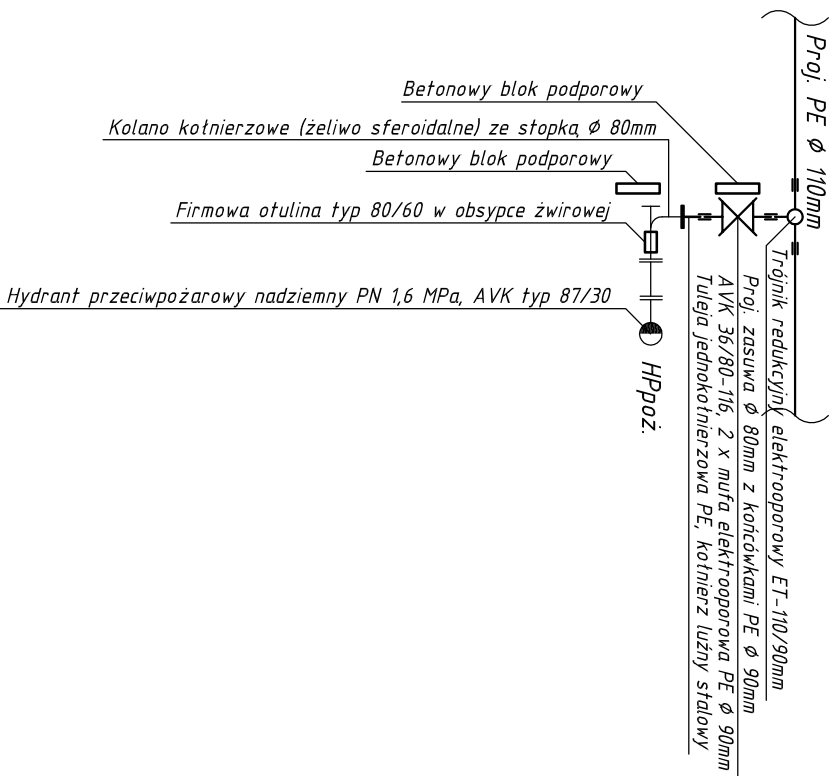 Proj. PE ϕ 110mm
Betonowy blok podporowy
Kolano kołnierzowe (żeliwo sferoidalne) ze stopką ϕ 80mm
Betonowy blok podporowy
Firmowa otulina typ 80/60 w obsypce żwirowej
Hydrant przeciwpożarowy nadziemny PN 1,6 MPa, AVK typ 87/30
HPpoż.
Trójnik redukcyjny elektrooporowy ET-110/90mm
Proj. zasuwa ϕ 80mm z końcówkami PE ϕ 90mm
AVK 36/80-116, 2 x mufa elektrooporowa PE ϕ 90mm
Tuleja jednokołnierzowa PE, kołnierz luźny stalowy